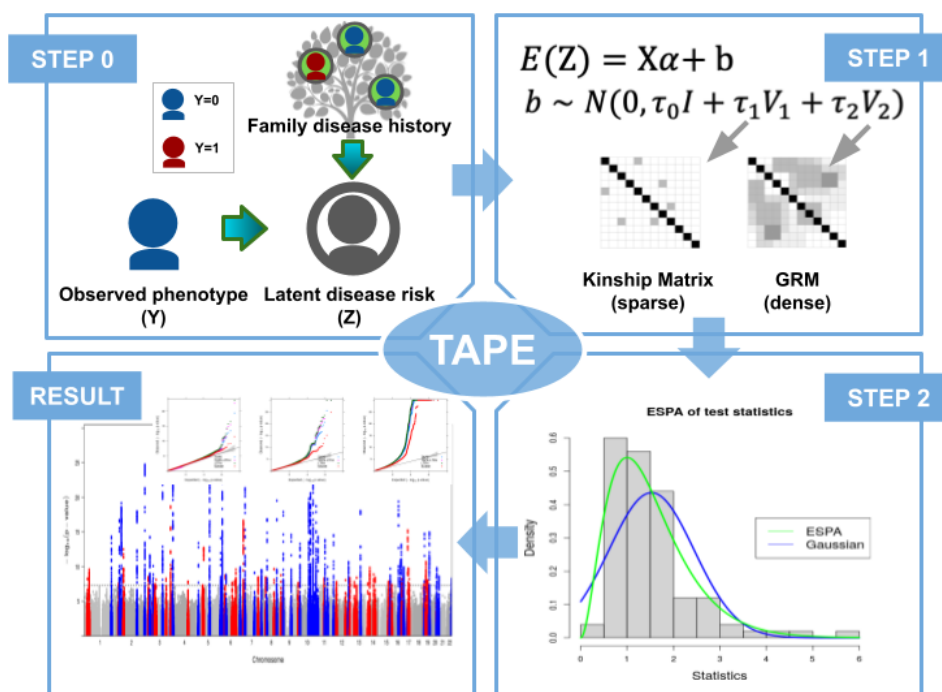 STEP 0
Y=0
Y=1
Family disease history
Observed phenotype
(Y)
Latent disease risk
(Z)
STEP 1
E(Z) = Xα + b
b ~ N(0, τ₀I + τ₁V₁ + τ₂V₂)
Kinship Matrix
(sparse)
GRM
(dense)
TAPE
RESULT
Chromosome
STEP 2
ESPA of test statistics
Density
0.0 0.1 0.2 0.3 0.4 0.5 0.6
ESPA
Gaussian
0 1 2 3 4 5 6
Statistics